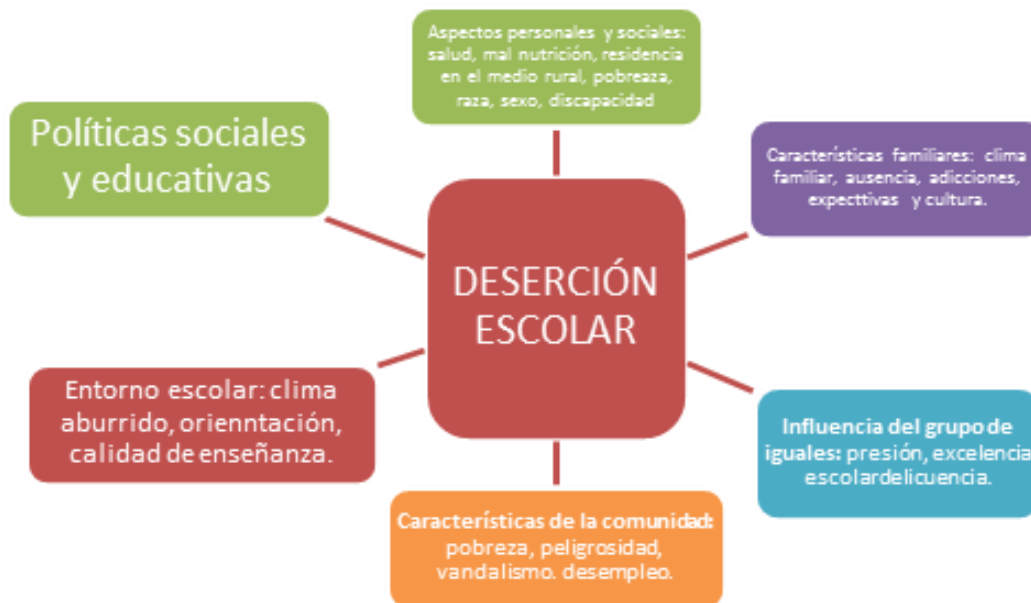 Aspectos personales y sociales:
salud, mal nutrición, residencia
en el medio rural, pobreaza,
raza, sexo, discapacidad
Políticas sociales
y educativas
Características familiares: clima
familiar, ausencia, adicciones,
expecttivas y cultura.
DESERCIÓN
ESCOLAR
Entorno escolar: clima
aburrido, orienntación,
calidad de enseñanza.
Influencia del grupo de
iguales: presión, excelencia
escolardelicuencia.
Características de la comunidad:
pobreza, peligrosidad,
vandalismo. desempleo.